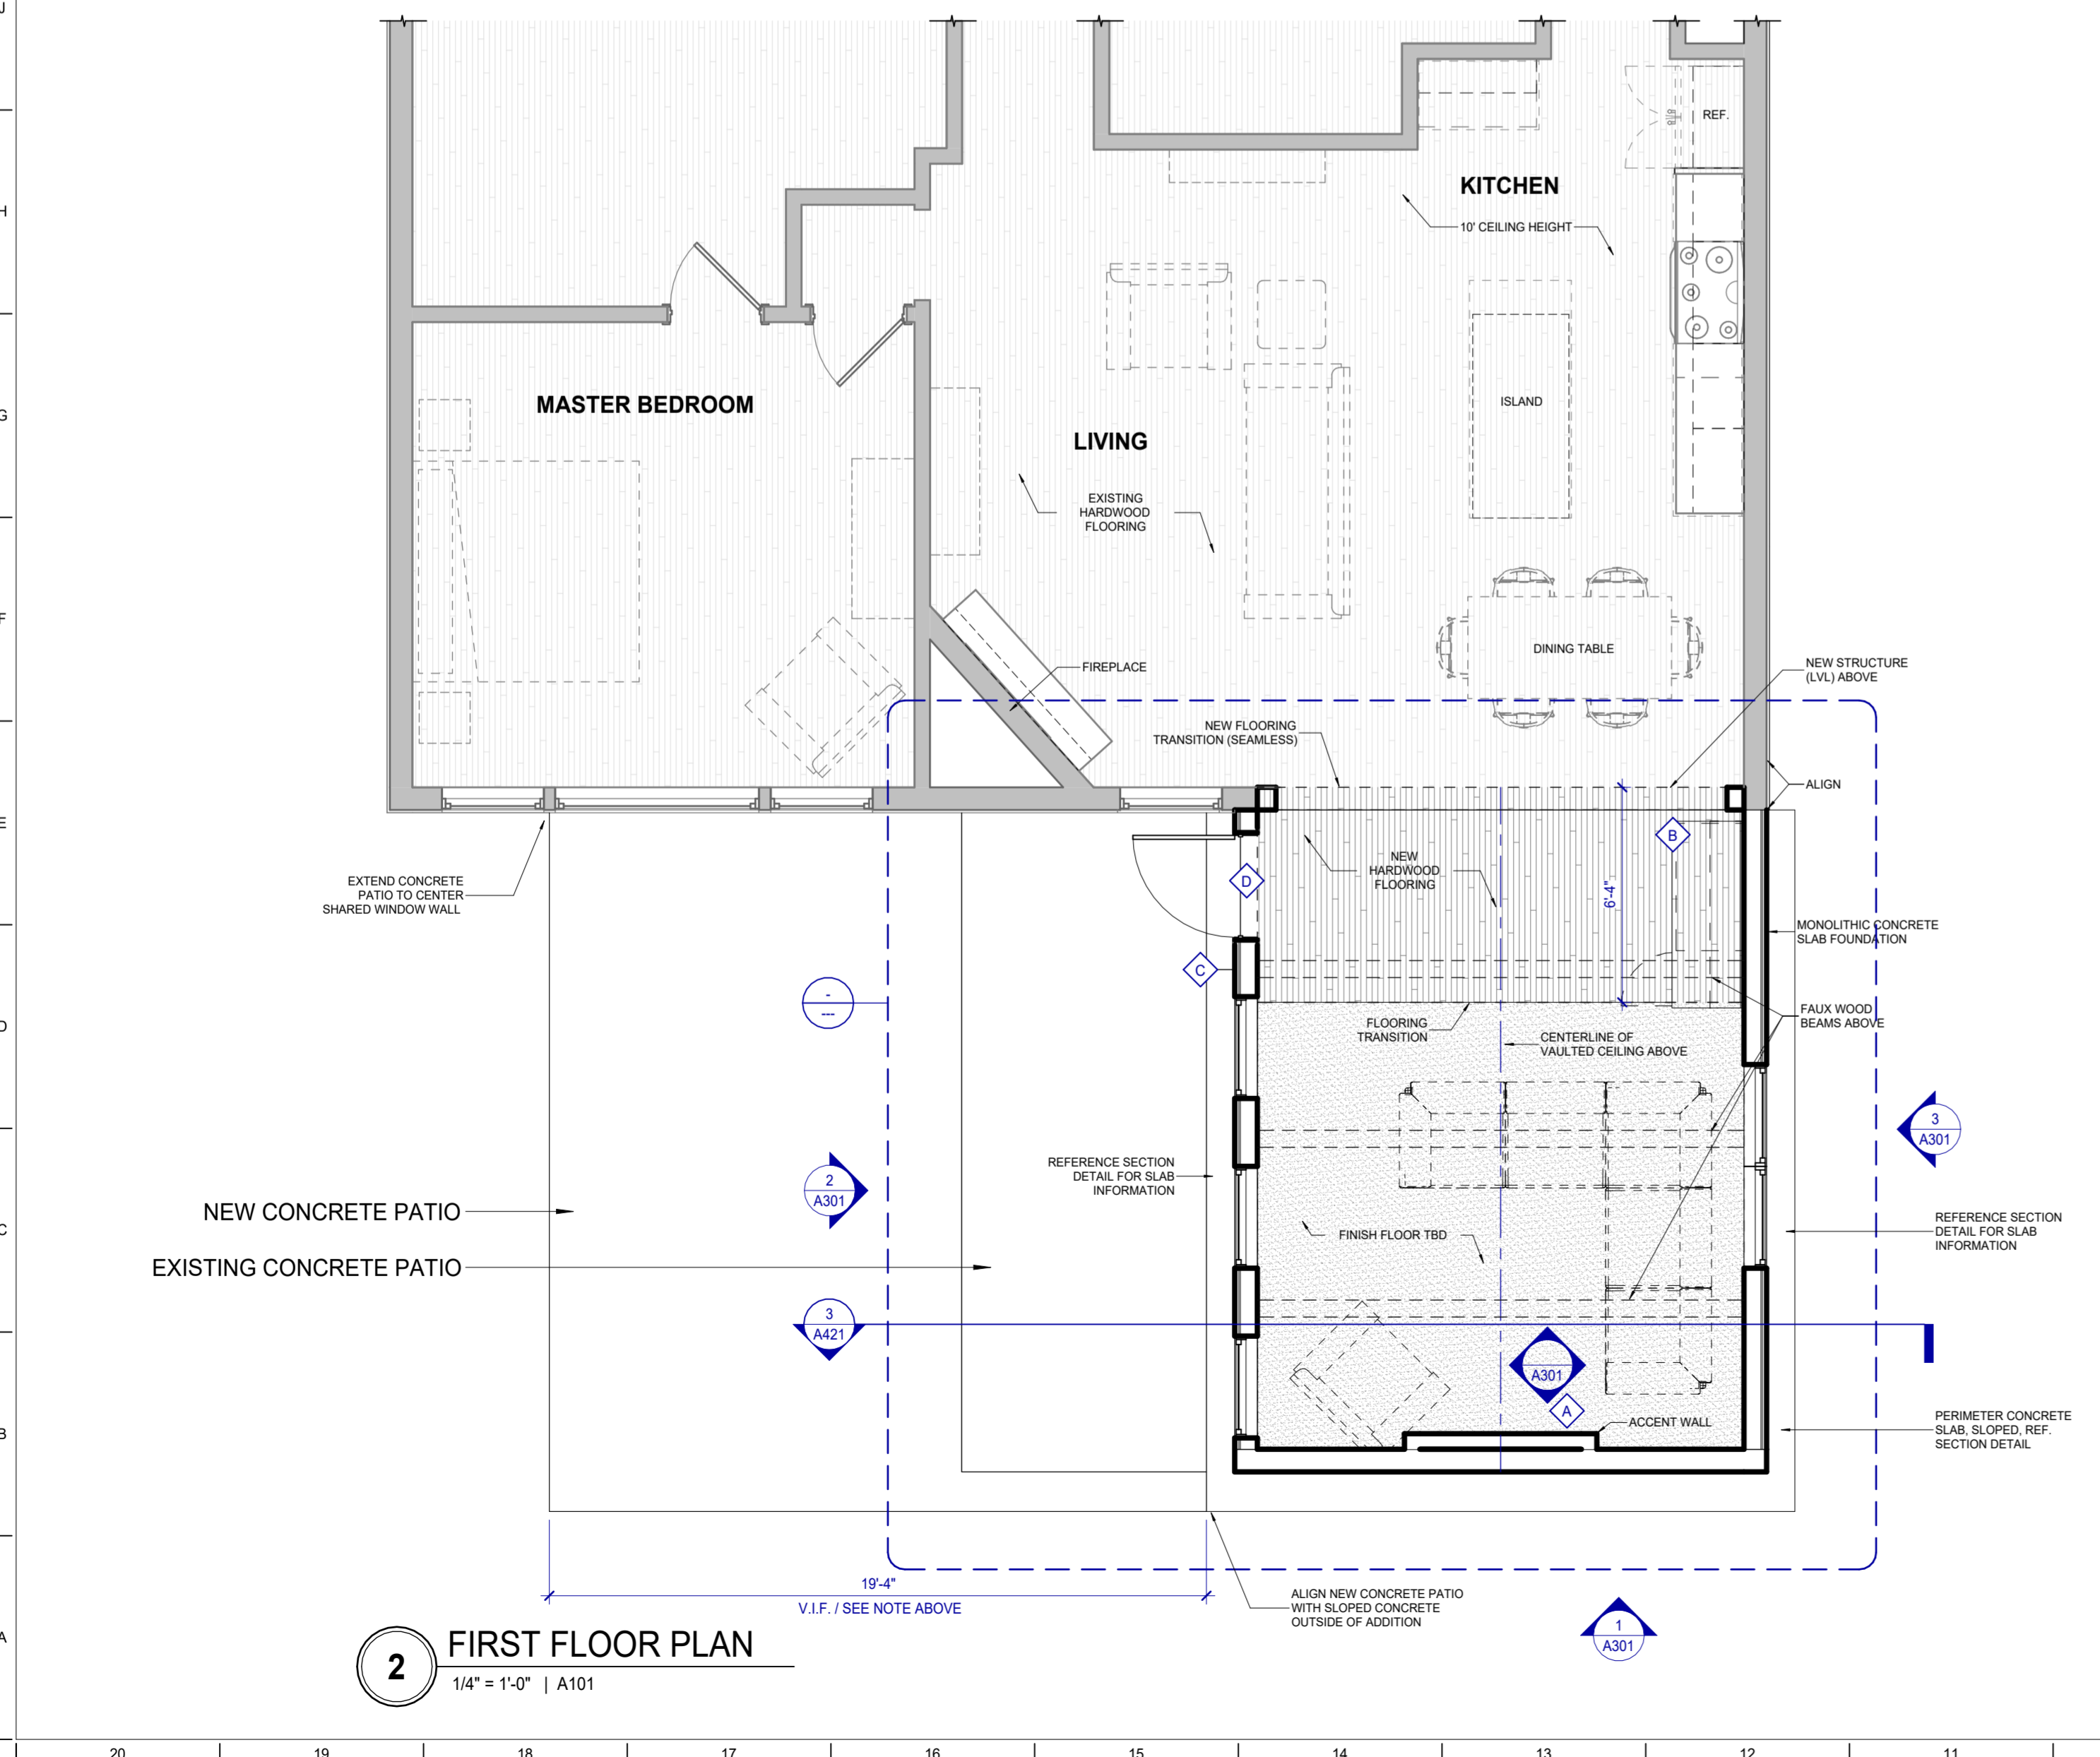 J
H
G
F
E
D
C
B
A
REF.
KITCHEN
10' CEILING HEIGHT
MASTER BEDROOM
LIVING
ISLAND
EXISTING
HARDWOOD
FLOORING
DINING TABLE
FIREPLACE
NEW STRUCTURE
(LVL) ABOVE
NEW FLOORING
TRANSITION (SEAMLESS)
ALIGN
B
NEW
HARDWOOD
FLOORING
D
6'-4"
EXTEND CONCRETE
PATIO TO CENTER
SHARED WINDOW WALL
MONOLITHIC CONCRETE
SLAB FOUNDATION
C
-
---
FLOORING
TRANSITION
CENTERLINE OF
VAULTED CEILING ABOVE
FAUX WOOD
BEAMS ABOVE
3
A301
REFERENCE SECTION
DETAIL FOR SLAB
INFORMATION
2
A301
NEW CONCRETE PATIO
EXISTING CONCRETE PATIO
FINISH FLOOR TBD
REFERENCE SECTION
DETAIL FOR SLAB
INFORMATION
3
A421
A301
A
ACCENT WALL
PERIMETER CONCRETE
SLAB, SLOPED, REF.
SECTION DETAIL
19'-4"
V.I.F. / SEE NOTE ABOVE
ALIGN NEW CONCRETE PATIO
WITH SLOPED CONCRETE
OUTSIDE OF ADDITION
1
A301
2
FIRST FLOOR PLAN
1/4" = 1'-0" | A101
20 19 18 17 16 15 14 13 12 11